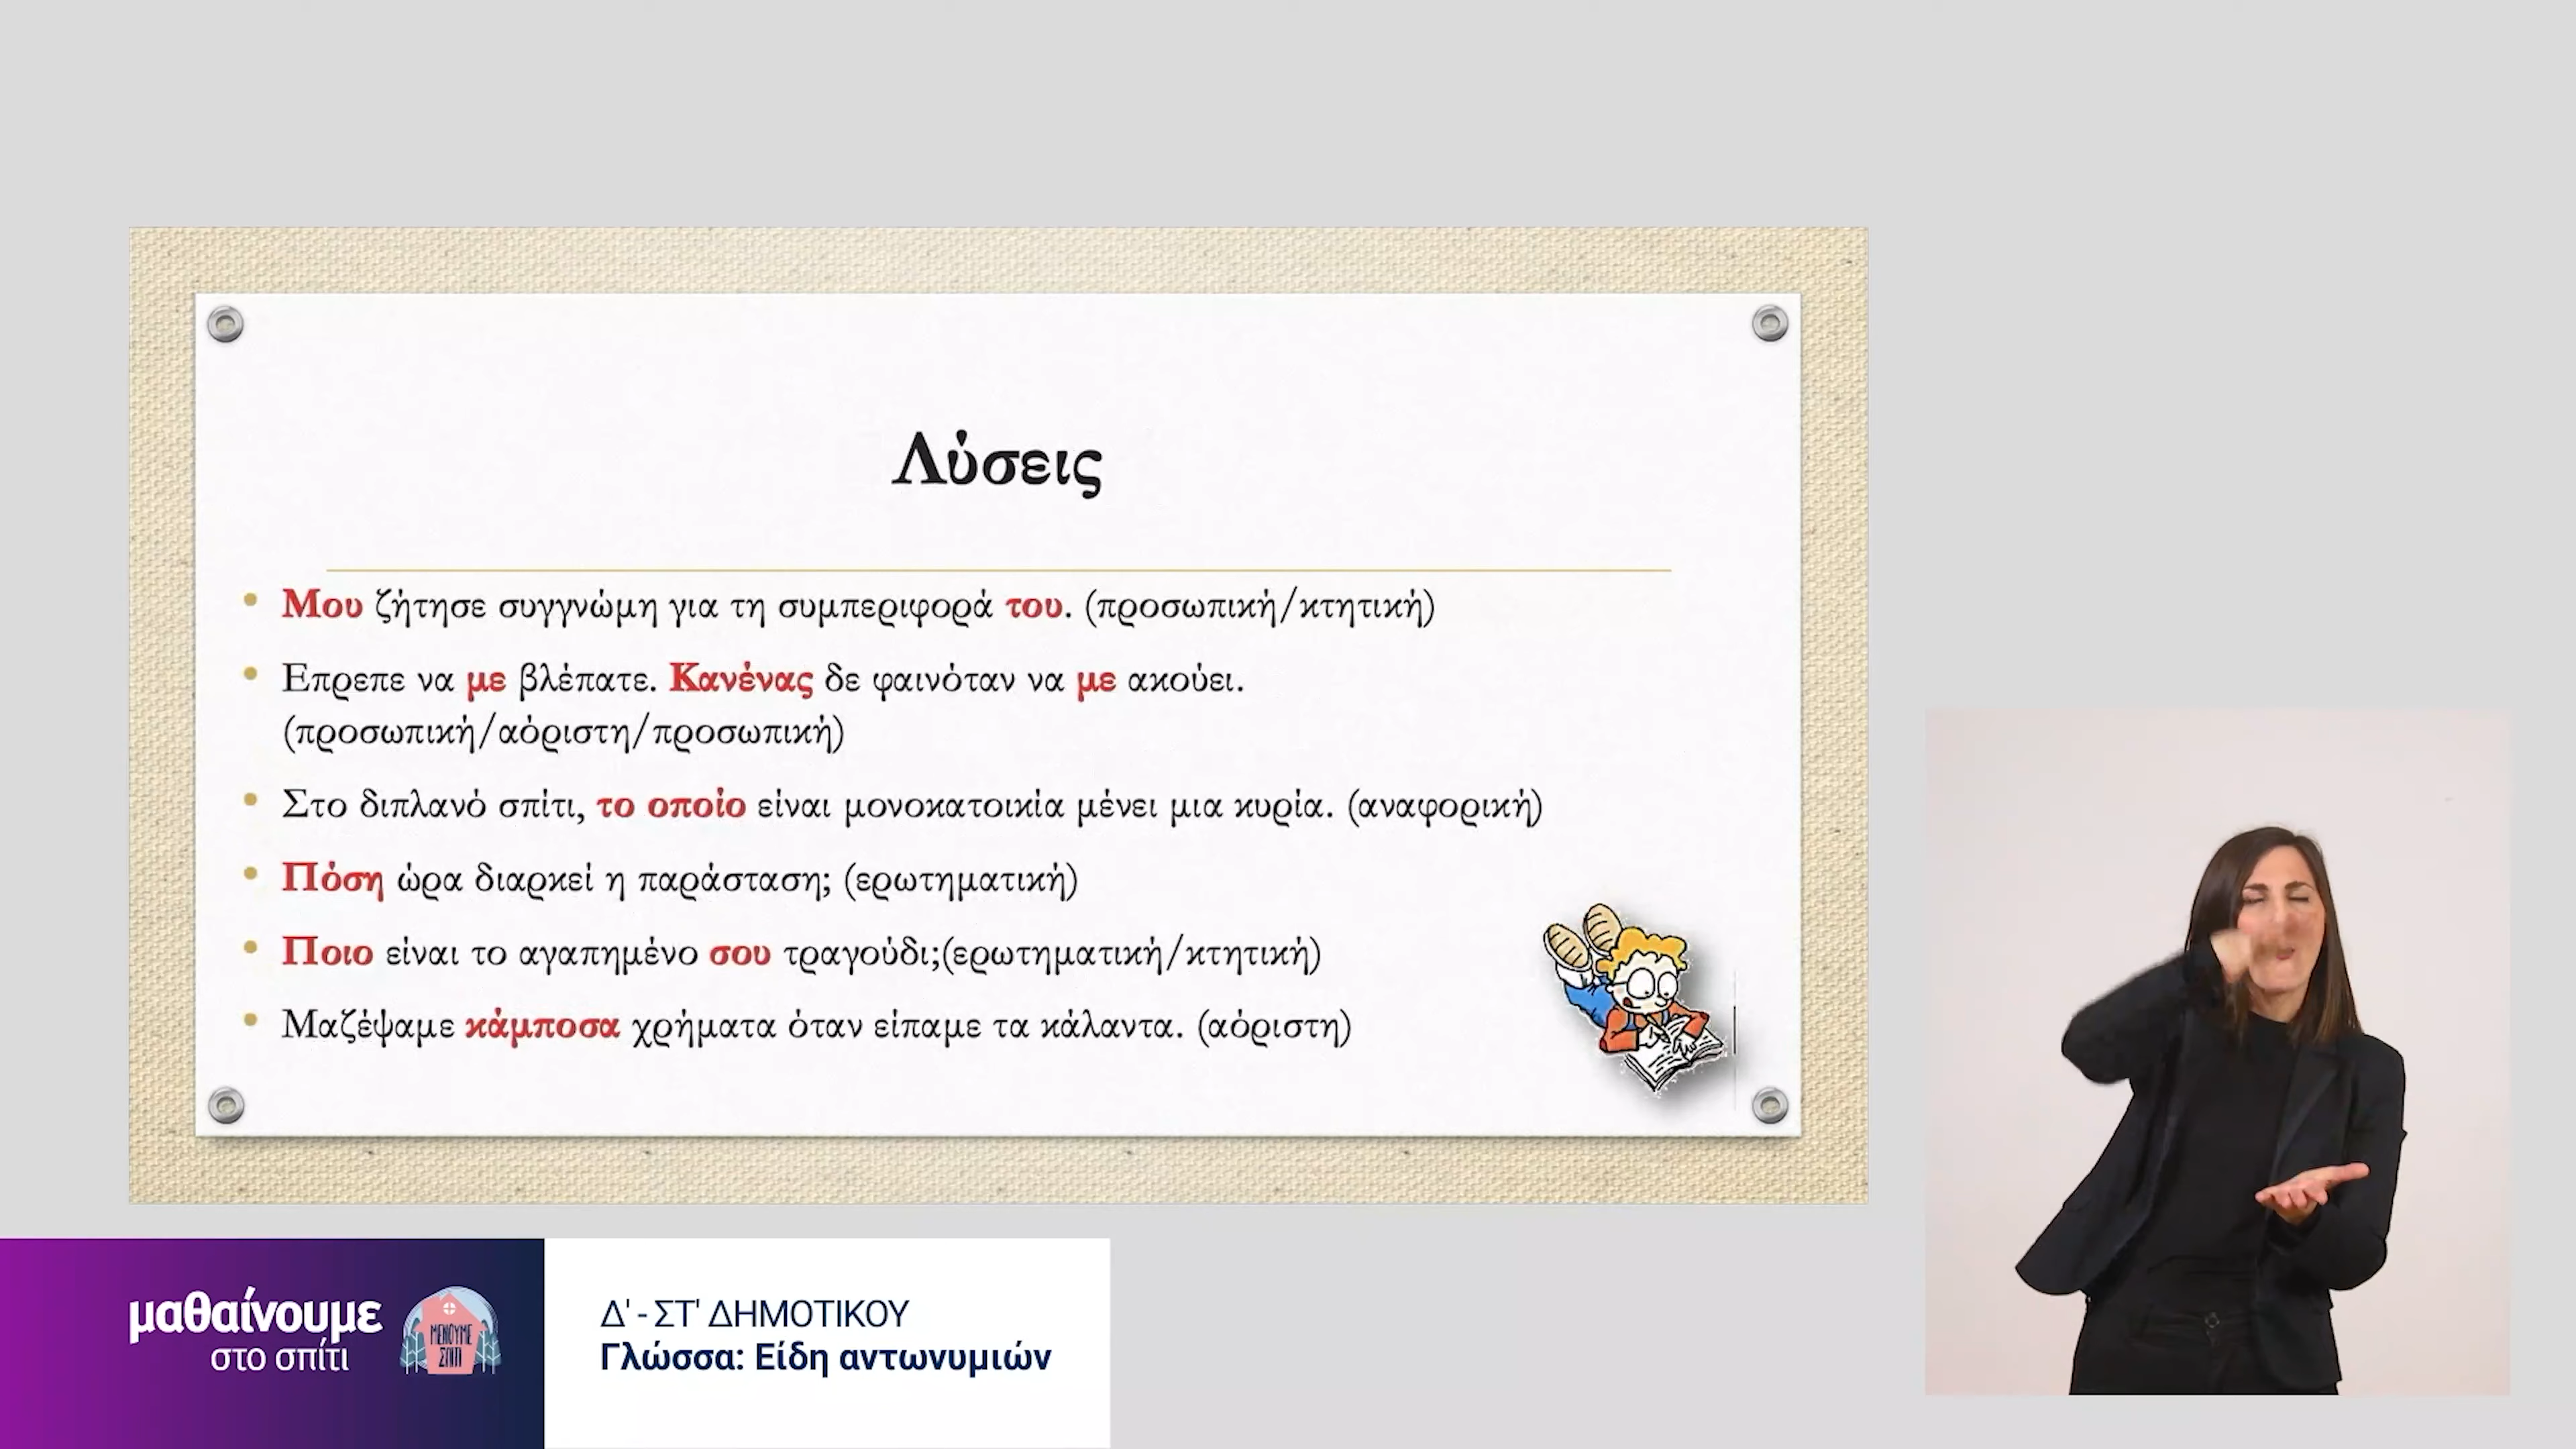 Λύσεις
• Μου ζήτησε συγγνώμη για τη συμπεριφορά του. (προσωπική/κτητική)
• Επρεπε να με βλέπατε. Κανένας δε φαινόταν να με ακούει.
(προσωπική/αόριστη/προσωπική)
• Στο διπλανό σπίτι, το οποίο είναι μονοκατοικία μένει μια κυρία. (αναφορική)
• Πόση ώρα διαρκεί η παράσταση; (ερωτηματική)
• Ποιο είναι το αγαπημένο σου τραγούδι;(ερωτηματική/κτητική)
• Μαζέψαμε κάμποσα χρήματα όταν είπαμε τα κάλαντα. (αόριστη)
μαθαίνουμε
στο σπίτι
ΜΕΝΟΥΜΕ
ΣΠΙΤΙ
Δ' - ΣΤ' ΔΗΜΟΤΙΚΟΥ
Γλώσσα: Είδη αντωνυμιών